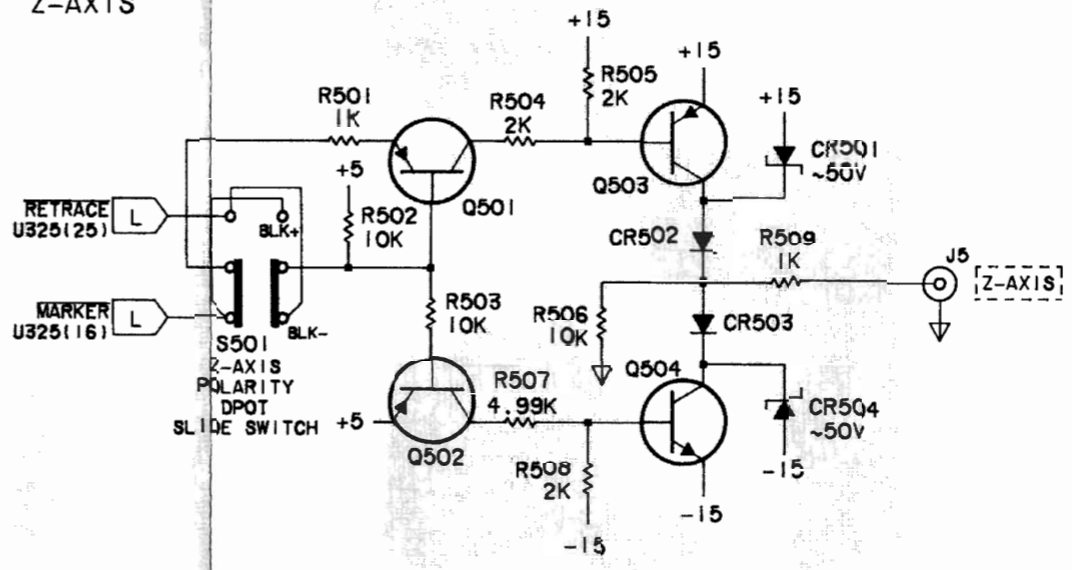 Z-AXIS
+15
+15
R505
2K
+15
R501
1K
R504
2K
CR501
~50V
+5
Q503
RETRACE
U325(25)
L
BLK+
R502
10K
Q501
CR502
R509
1K
J5
Z-AXIS
MARKER
U325(16)
L
BLK-
R503
10K
R506
10K
CR503
S501
Z-AXIS
POLARITY
DPDT
SLIDE SWITCH
+5
R507
4.99K
Q504
CR504
~50V
Q502
R508
2K
-15
-15
-15